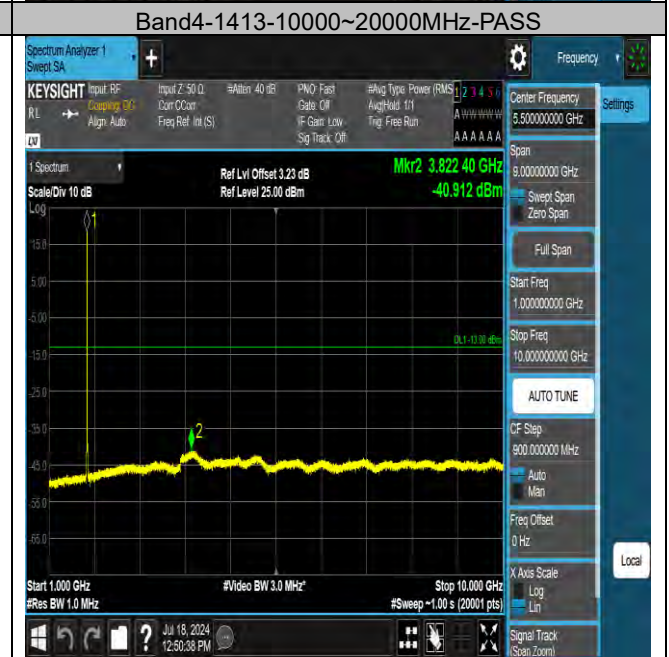 Band4-1413-10000~20000MHz-PASS
Spectrum Analyzer 1
Swept SA
+
Frequency
KEYSIGHT
RL
Input: RF
Coupling: DC
Align: Auto
Input Z: 50 Ω
Corr CCorr
Freq Ref: Int (S)
#Atten: 40 dB
PNO: Fast
Gate: Off
IF Gain: Low
Sig Track: Off
#Avg Type: Power (RMS)
Avg|Hold: 1/1
Trig: Free Run
1 2 3 4 5 6
A W W W W W
A A A A A A
Center Frequency
5.500000000 GHz
Settings
Span
9.00000000 GHz
Swept Span
Zero Span
Full Span
Start Freq
1.000000000 GHz
Stop Freq
10.000000000 GHz
AUTO TUNE
CF Step
900.000000 MHz
Auto
Man
Freq Offset
0 Hz
X Axis Scale
Log
Lin
Signal Track
(Span Zoom)
Local
1 Spectrum
Scale/Div 10 dB
Log
Ref Lvl Offset 3.23 dB
Ref Level 25.00 dBm
Mkr2 3.822 40 GHz
-40.912 dBm
1
15.0
5.00
-5.00
DL1 -13.00 dBm
-15.0
-25.0
-35.0
2
-45.0
-55.0
-65.0
Start 1.000 GHz
#Res BW 1.0 MHz
#Video BW 3.0 MHz*
Stop 10.000 GHz
#Sweep ~1.00 s (20001 pts)
?
Jul 18, 2024
12:50:38 PM